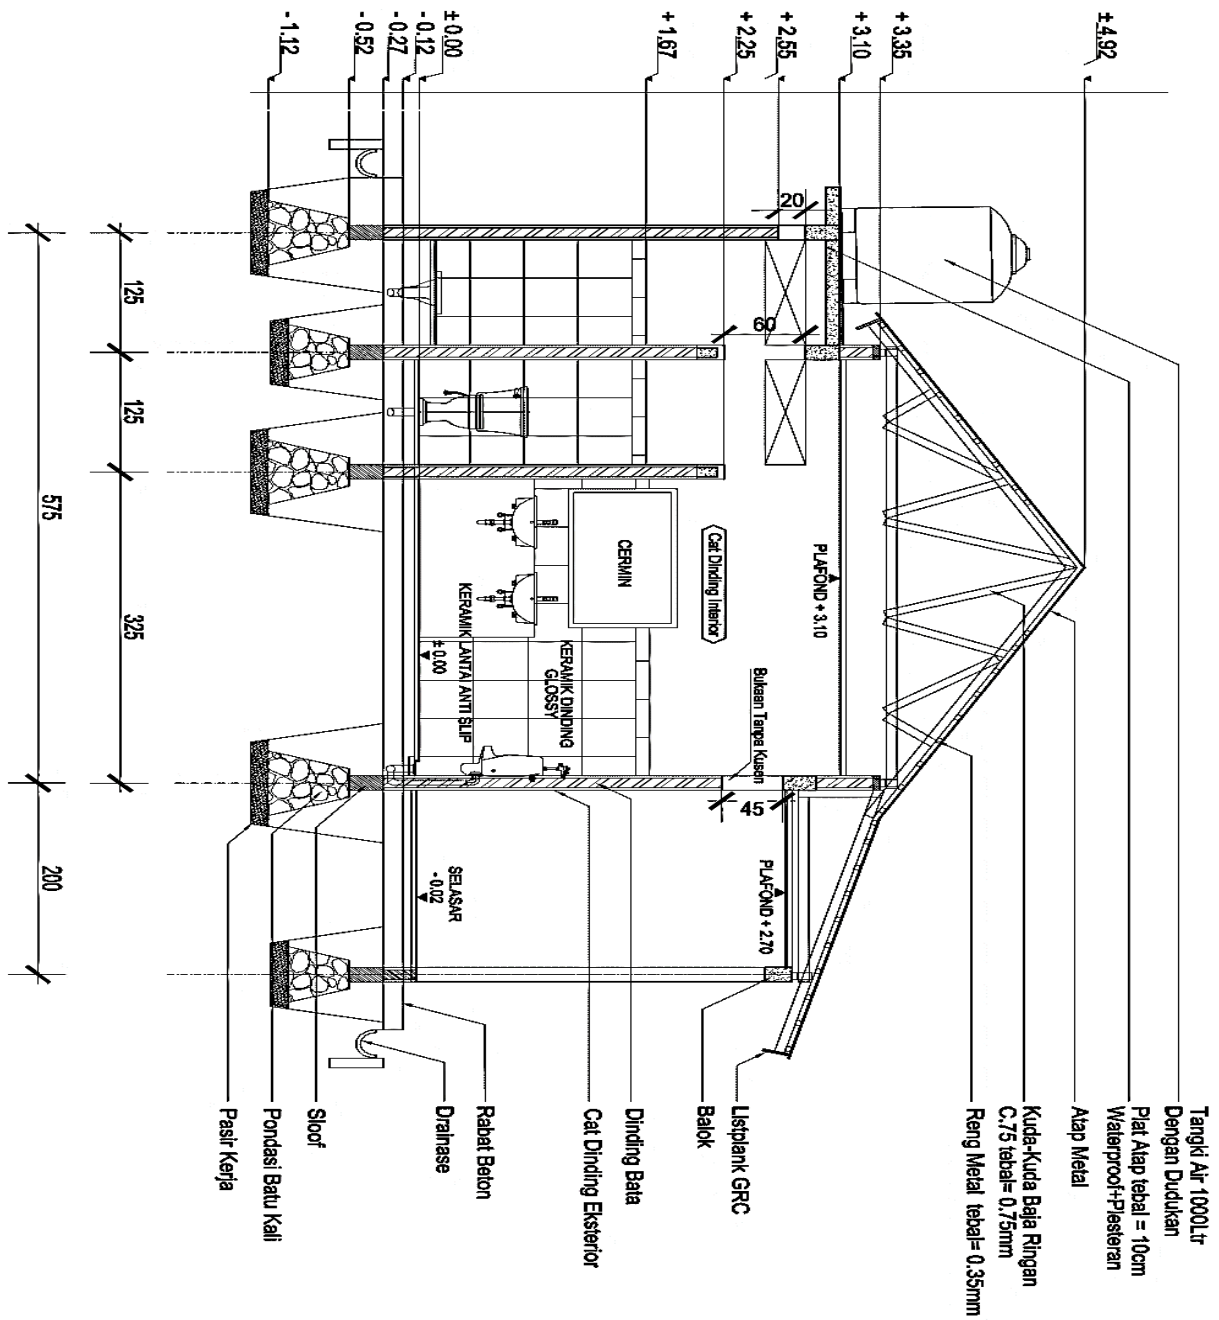 ± 4.92
+ 3.35
+ 3.10
+ 2.55
+ 2.25
+ 1.67
± 0.00
- 0.12
- 0.27
- 0.52
- 1.12
20
60
PLAFOND + 3.10
Cat Dinding Interior
CERMIN
KERAMIK LANTAI ANTI SLIP
± 0.00
KERAMIK DINDING
GLOSSY
Bukaan Tanpa Kusen
45
PLAFOND + 2.70
SELASAR
- 0.02
125
125
325
575
200
Tangki Air 1000Ltr
Dengan Dudukan
Plat Atap tebal = 10cm
Waterproof+Plesteran
Atap Metal
Kuda-Kuda Baja Ringan
C.75 tebal= 0.75mm
Reng Metal tebal= 0.35mm
Listplank GRC
Balok
Dinding Bata
Cat Dinding Eksterior
Rabat Beton
Drainase
Sloof
Pondasi Batu Kali
Pasir Kerja